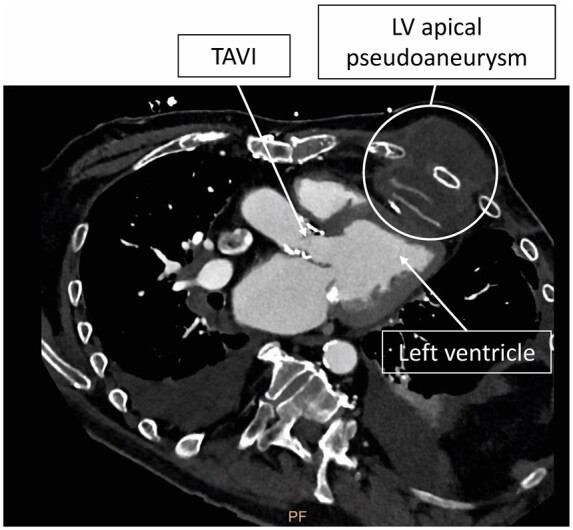 TAVI
LV apical
pseudoaneurysm
Left ventricle
PF